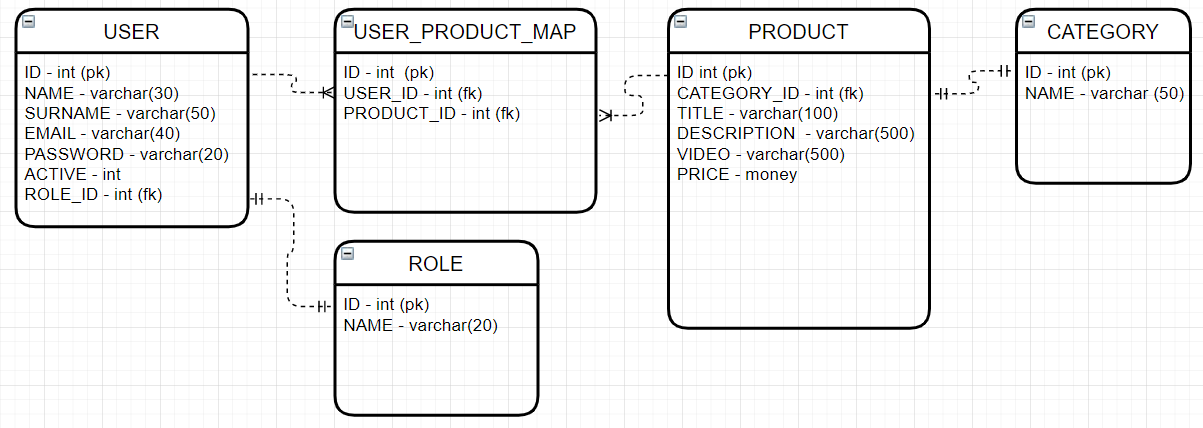 USER
ID - int (pk)
NAME - varchar(30)
SURNAME - varchar(50)
EMAIL - varchar(40)
PASSWORD - varchar(20)
ACTIVE - int
ROLE_ID - int (fk)
USER_PRODUCT_MAP
ID - int (pk)
USER_ID - int (fk)
PRODUCT_ID - int (fk)
PRODUCT
ID int (pk)
CATEGORY_ID - int (fk)
TITLE - varchar(100)
DESCRIPTION - varchar(500)
VIDEO - varchar(500)
PRICE - money
CATEGORY
ID - int (pk)
NAME - varchar (50)
ROLE
ID - int (pk)
NAME - varchar(20)